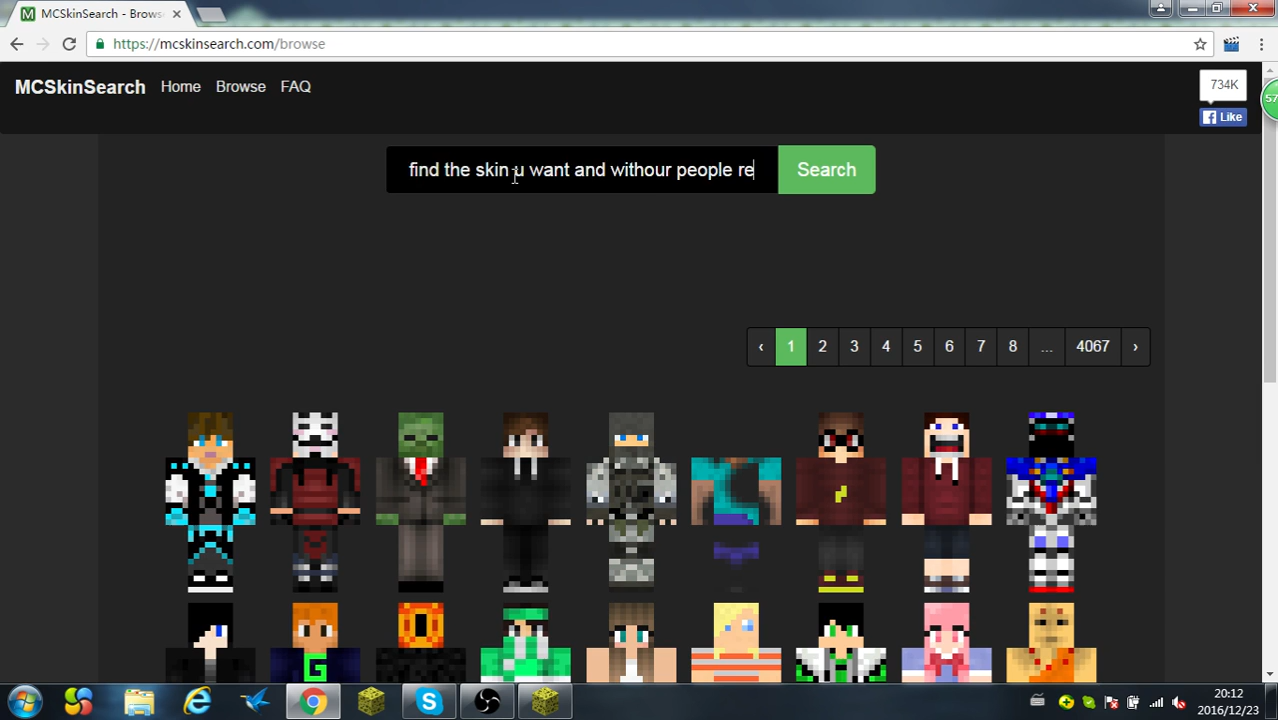 MCSkinSearch - Brows
https://mcskinsearch.com/browse
MCSkinSearch Home Browse FAQ
734K
57
Like
find the skin u want and withour people re
Search
‹ 1 2 3 4 5 6 7 8 ... 4067 ›
20:12
2016/12/23